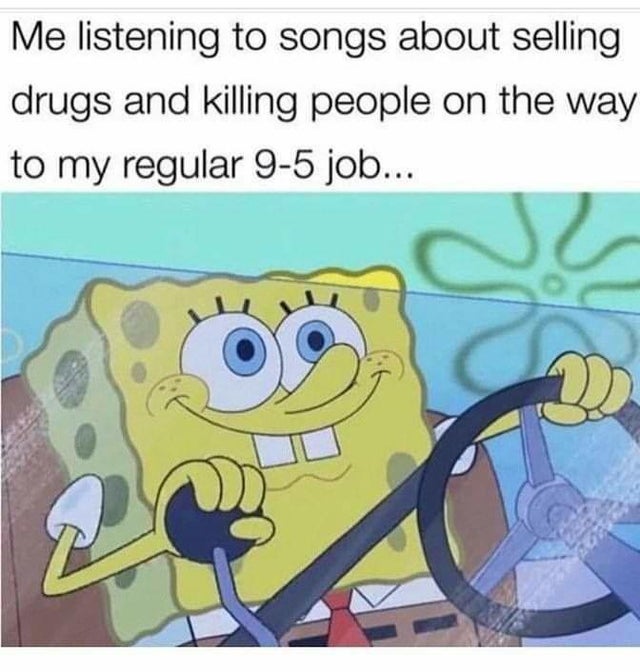 Me listening to songs about selling
drugs and killing people on the way
to my regular 9-5 job...